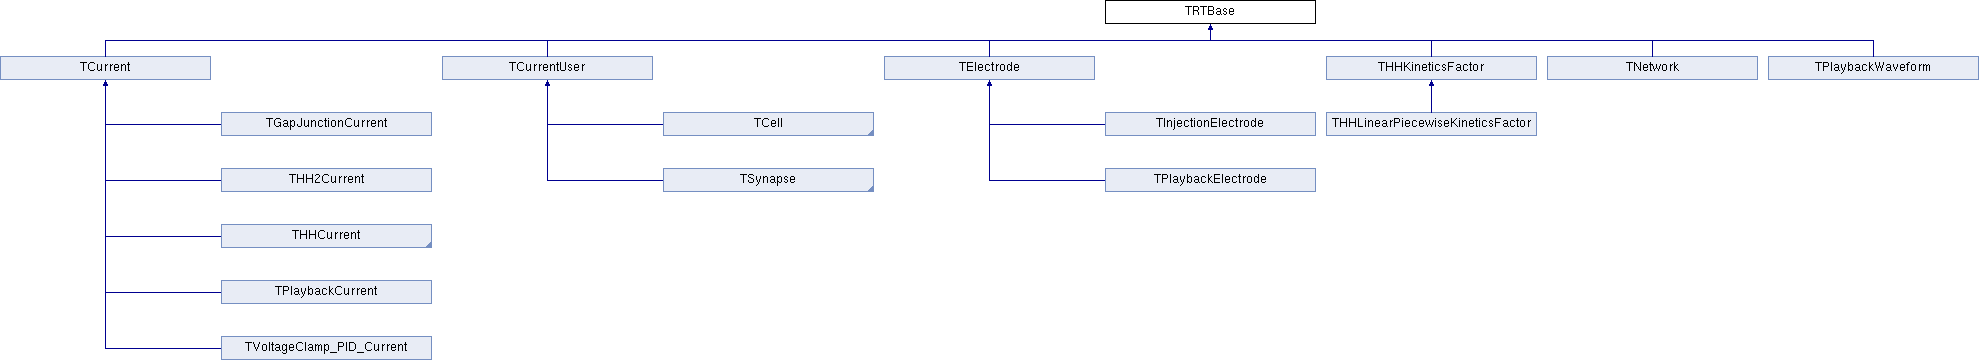 TRTBase
TCurrent
TCurrentUser
TElectrode
THHKineticsFactor
TNetwork
TPlaybackWaveform
TGapJunctionCurrent
TCell
TInjectionElectrode
THHLinearPiecewiseKineticsFactor
THH2Current
TSynapse
TPlaybackElectrode
THHCurrent
TPlaybackCurrent
TVoltageClamp_PID_Current